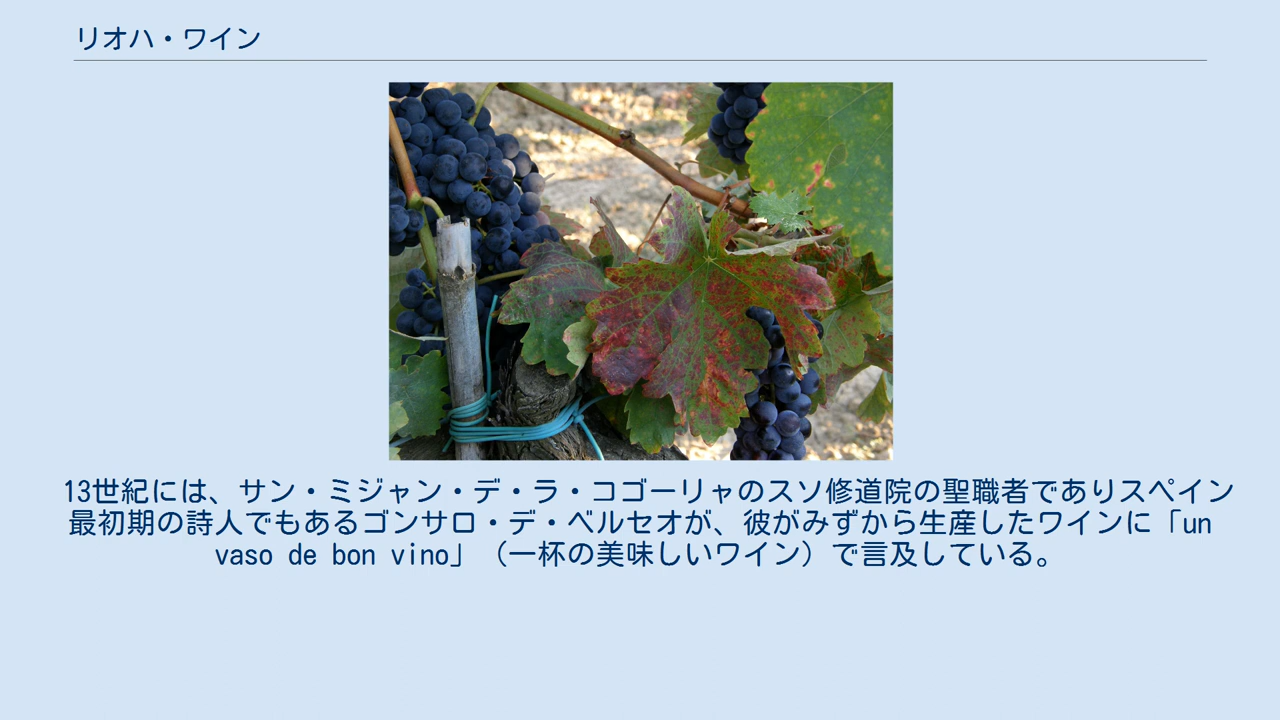 リオハ・ワイン
13世紀には、サン・ミジャン・デ・ラ・コゴーリャのスソ修道院の聖職者でありスペイン
最初期の詩人でもあるゴンサロ・デ・ベルセオが、彼がみずから生産したワインに「un
vaso de bon vino」（一杯の美味しいワイン）で言及している。